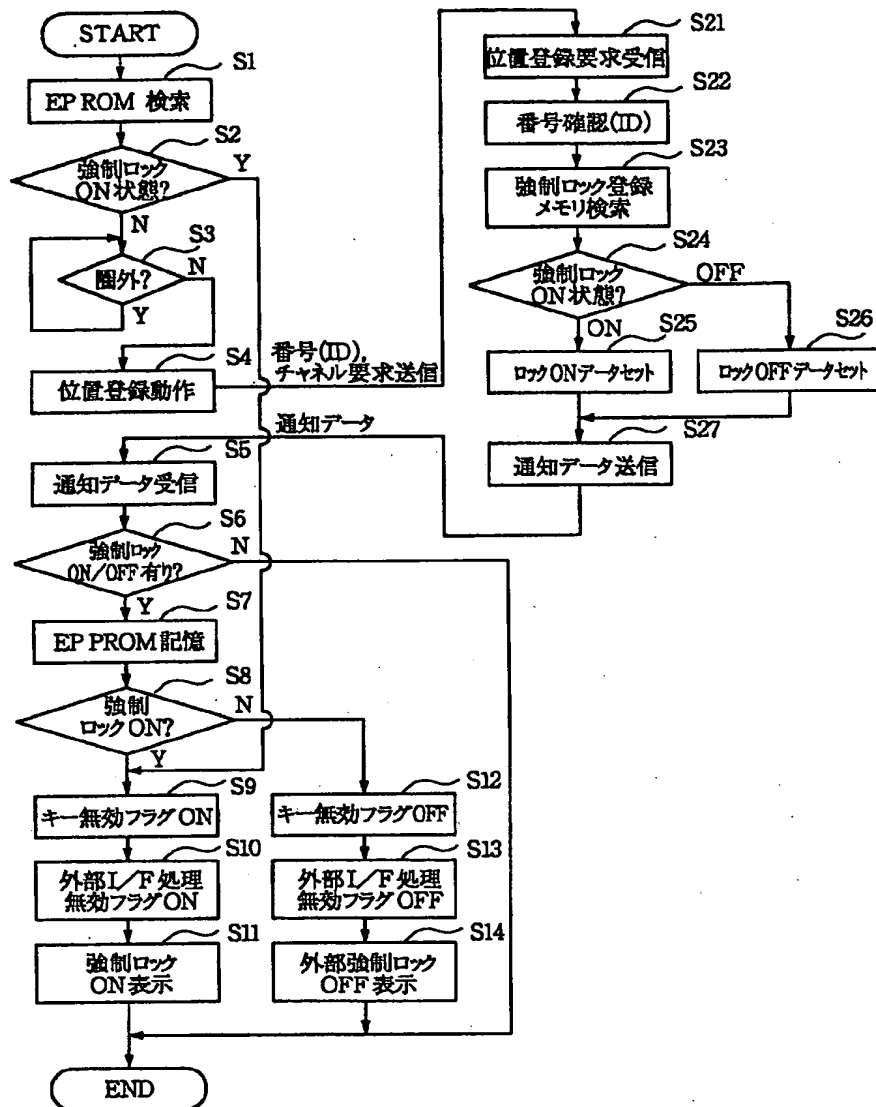 START
S1
EP ROM 検索
S2
強制ロック
ON状態?
Y
N
S3
圏外?
N
Y
S4
位置登録動作
番号(ID),
チャネル要求送信
通知データ
S5
通知データ受信
S6
強制ロック
ON/OFF有り?
N
Y
S7
EP PROM記憶
S8
強制
ロックON?
N
Y
S9
キー無効フラグON
S10
外部I/F処理
無効フラグON
S11
強制ロック
ON表示
S12
キー無効フラグOFF
S13
外部I/F処理
無効フラグOFF
S14
外部強制ロック
OFF表示
END
S21
位置登録要求受信
S22
番号確認(ID)
S23
強制ロック登録
メモリ検索
S24
強制ロック
ON状態?
OFF
ON
S25
ロックONデータセット
S26
ロックOFFデータセット
S27
通知データ送信